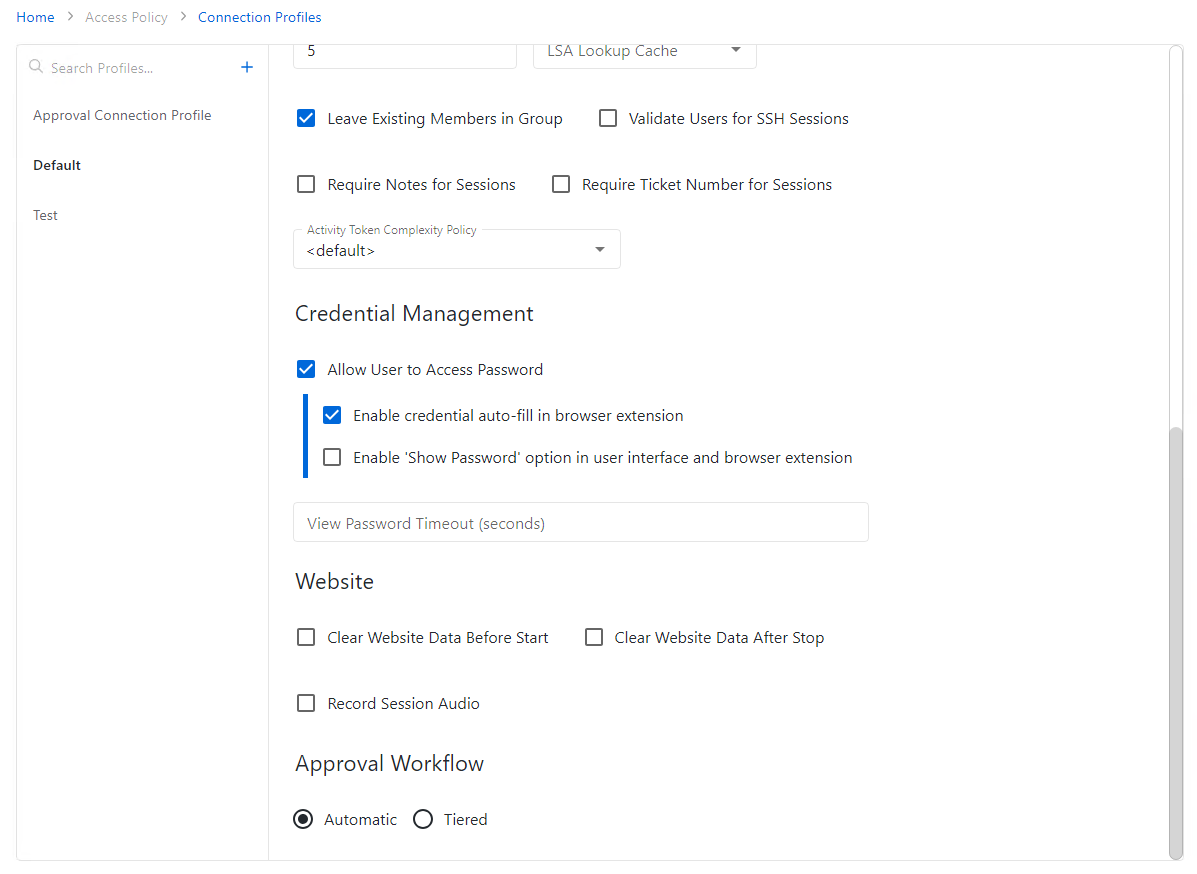 Home > Access Policy > Connection Profiles
Search Profiles... +
Approval Connection Profile
Default
Test
5 LSA Lookup Cache
Leave Existing Members in Group Validate Users for SSH Sessions
Require Notes for Sessions Require Ticket Number for Sessions
Activity Token Complexity Policy
<default>
Credential Management
Allow User to Access Password
Enable credential auto-fill in browser extension
Enable 'Show Password' option in user interface and browser extension
View Password Timeout (seconds)
Website
Clear Website Data Before Start Clear Website Data After Stop
Record Session Audio
Approval Workflow
Automatic Tiered